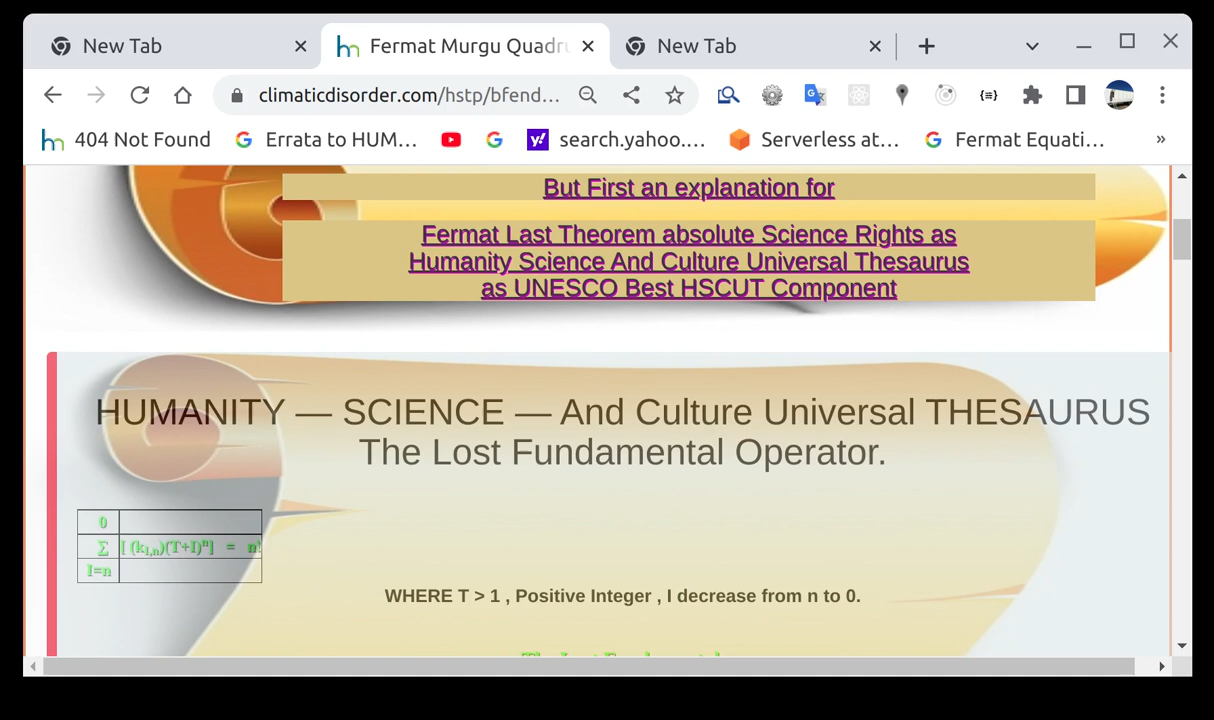 New Tab
Fermat Murgu Quadru
New Tab
climaticdisorder.com/hstp/bfend...
404 Not Found
Errata to HUM...
search.yahoo....
Serverless at...
Fermat Equati...
»
But First an explanation for
Fermat Last Theorem absolute Science Rights as
Humanity Science And Culture Universal Thesaurus
as UNESCO Best HSCUT Component
HUMANITY — SCIENCE — And Culture Universal THESAURUS
The Lost Fundamental Operator.
0
∑ [ (k₁,ₙ)(T+I)ⁿ] = n!
I=n
WHERE T > 1 , Positive Integer , I decrease from n to 0.